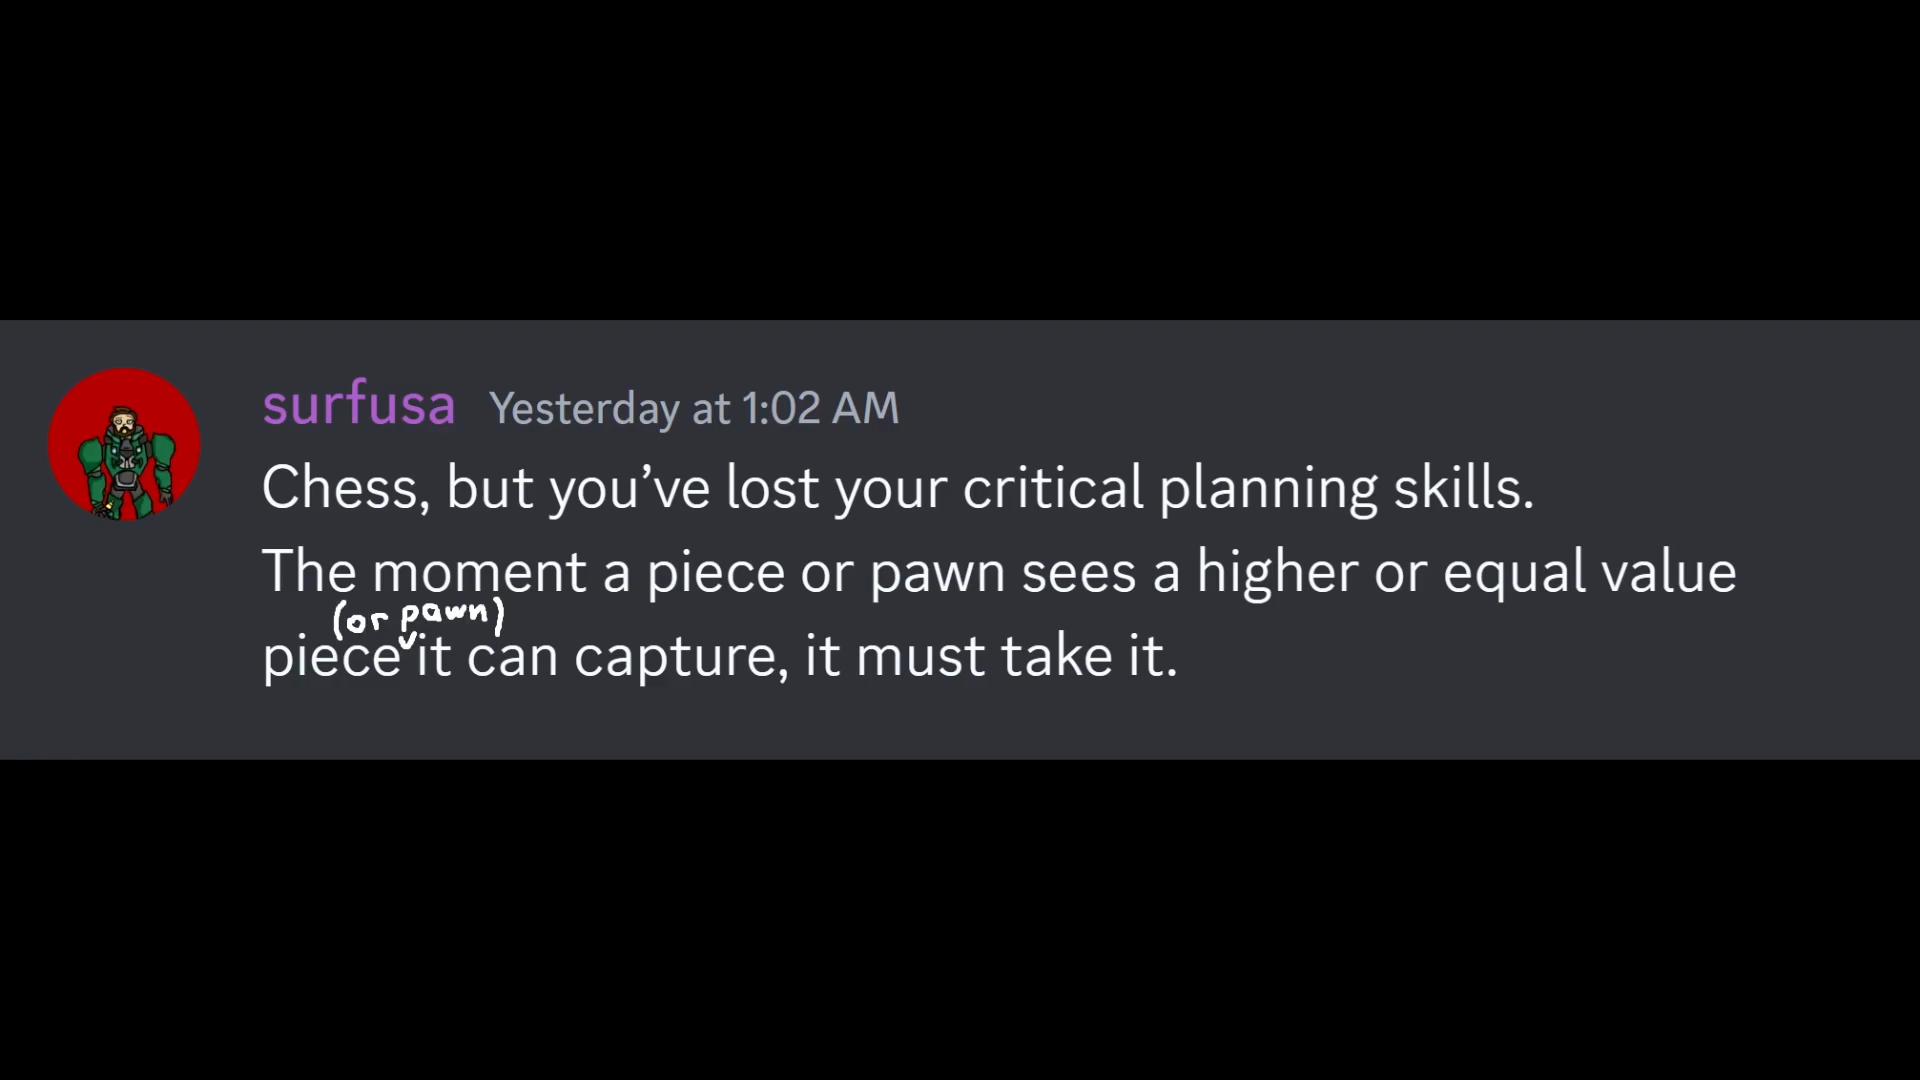 surfusa Yesterday at 1:02 AM
Chess, but you’ve lost your critical planning skills.
The moment a piece or pawn sees a higher or equal value
(or pawn)
piece it can capture, it must take it.